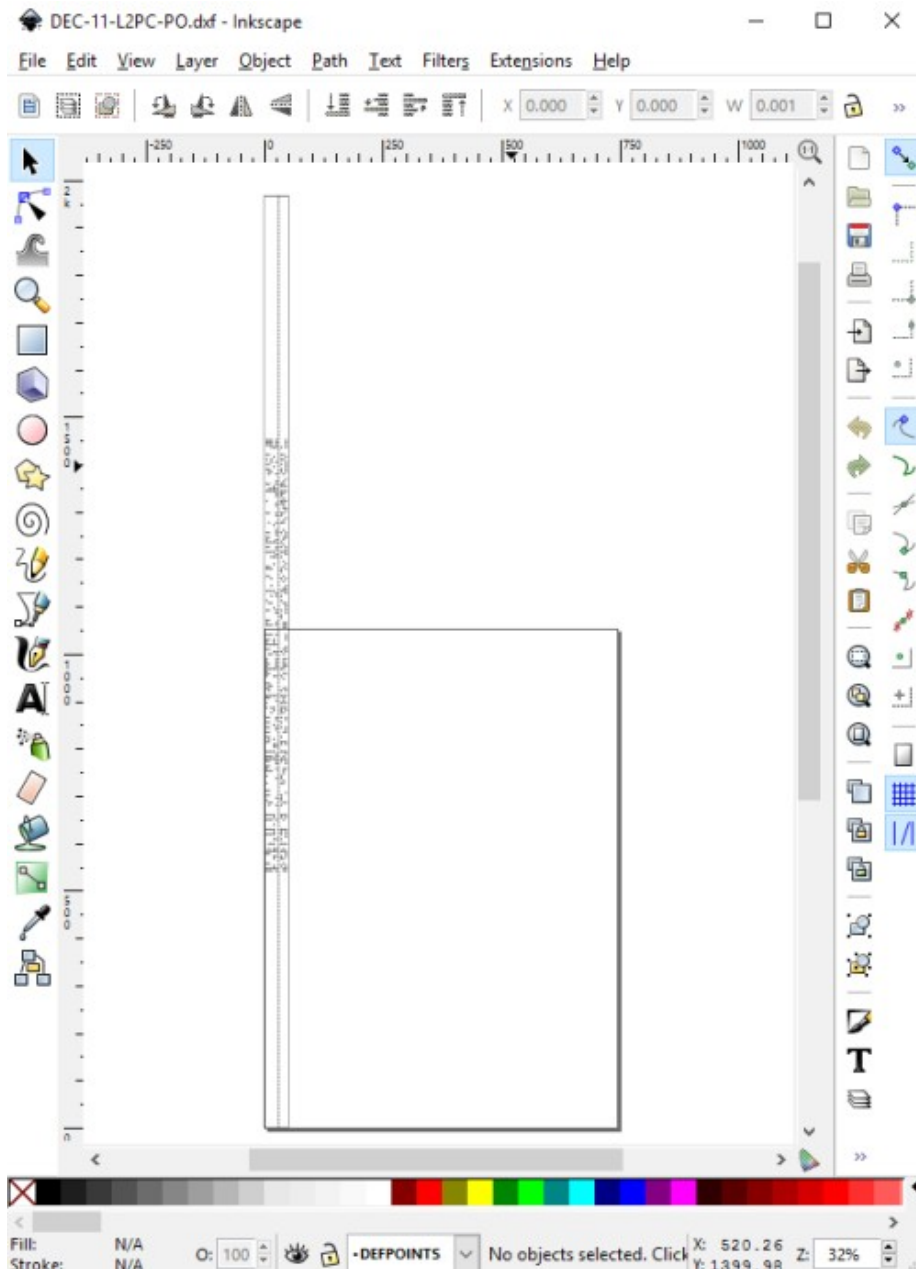 DEC-11-L2PC-PO.dxf - Inkscape
File Edit View Layer Object Path Text Filters Extensions Help
X 0.000 Y 0.000 W 0.001 »
-250 0 250 500 750 1000
2
K
1500
1000
500
0
A
T
»
Fill: N/A
Stroke: N/A
O: 100
•DEFPOINTS
No objects selected. Click
X: 520.26
Y: 1399.98
Z: 32%